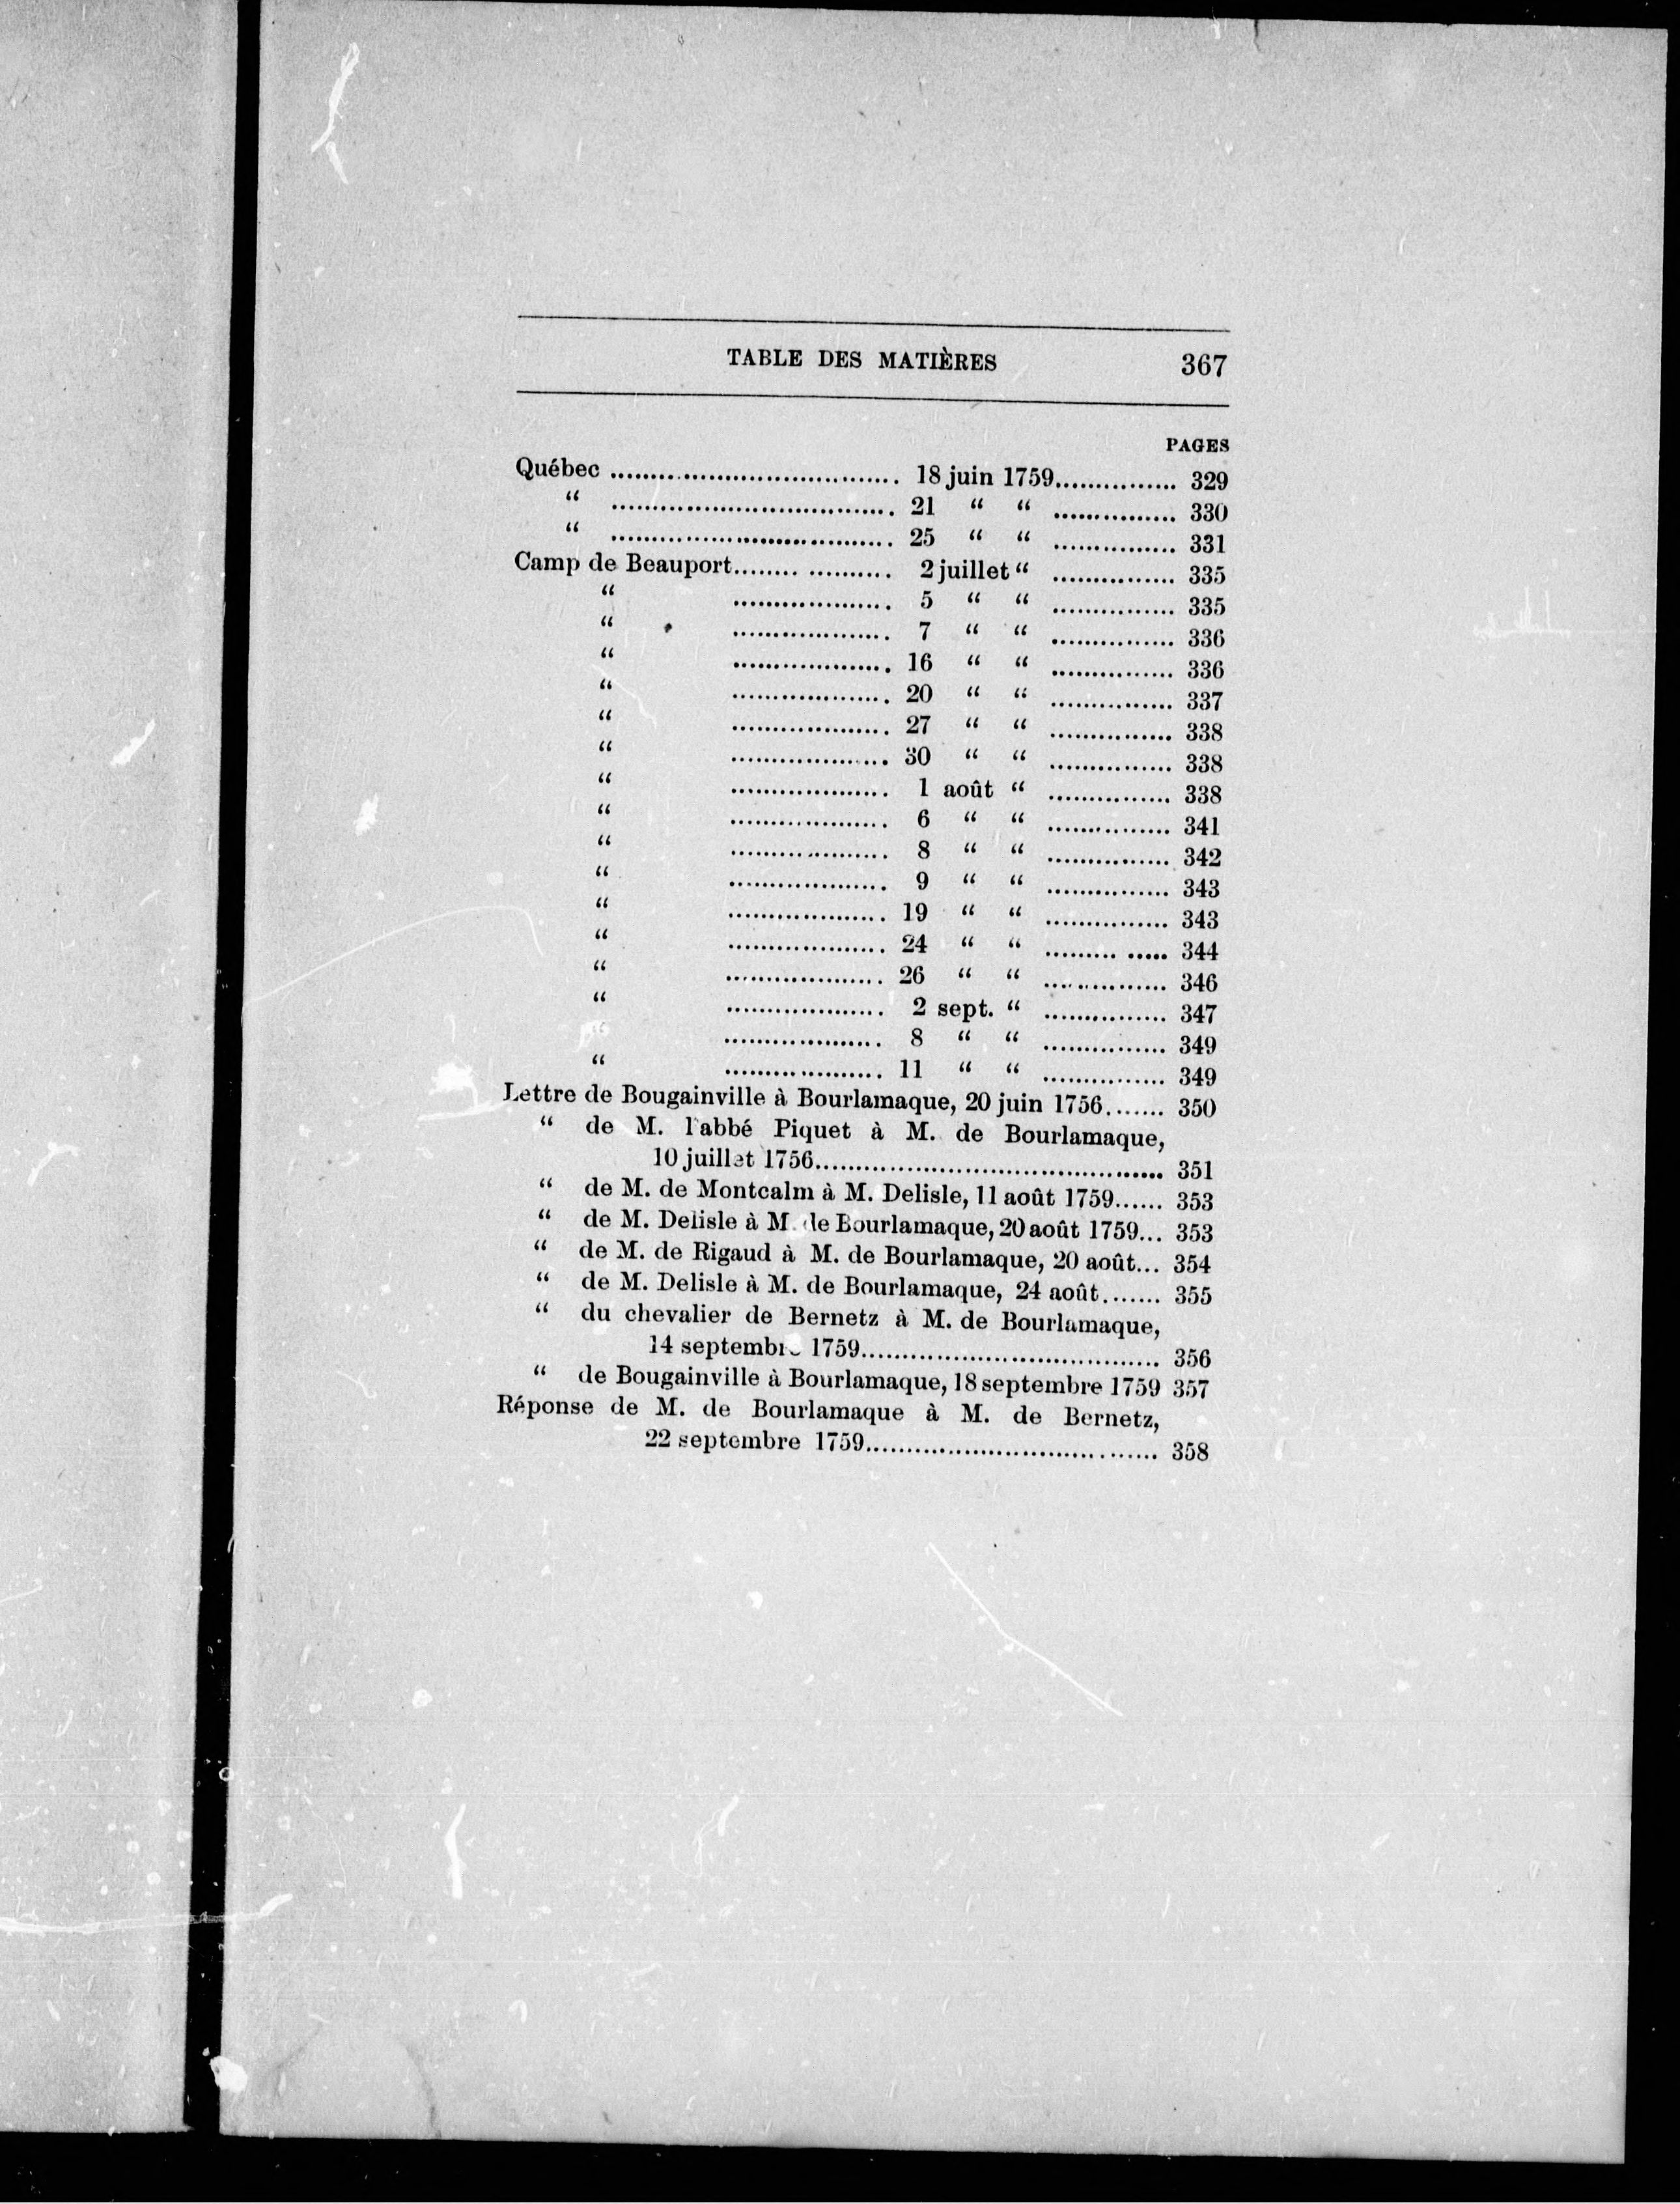 TABLE DES MATIÈRES 367
PAGES
Québec .................................... 18 juin 1759............... 329
“ .................................... 21 “ “ ................ 330
“ .................................... 25 “ “ ................ 331
Camp de Beauport........ ........... 2 juillet “ ................ 335
“ .................... 5 “ “ ................ 335
“ .................... 7 “ “ ................ 336
“ .................... 16 “ “ ................ 336
“ .................... 20 “ “ ................ 337
“ .................... 27 “ “ ................ 338
“ .................... 30 “ “ ................ 338
“ .................... 1 août “ ................ 338
“ .................... 6 “ “ ................ 341
“ .................... 8 “ “ ................ 342
“ .................... 9 “ “ ................ 343
“ .................... 19 “ “ ................ 343
“ .................... 24 “ “ ......... ..... 344
“ .................... 26 “ “ ................ 346
“ .................... 2 sept. “ ................ 347
“ .................... 8 “ “ ................ 349
“ .................... 11 “ “ ................ 349
Lettre de Bougainville à Bourlamaque, 20 juin 1756....... 350
“ de M. l'abbé Piquet à M. de Bourlamaque,
10 juillet 1756........................................... 351
“ de M. de Montcalm à M. Delisle, 11 août 1759...... 353
“ de M. Delisle à M. de Bourlamaque, 20 août 1759... 353
“ de M. de Rigaud à M. de Bourlamaque, 20 août... 354
“ de M. Delisle à M. de Bourlamaque, 24 août....... 355
“ du chevalier de Bernetz à M. de Bourlamaque,
14 septembre 1759..................................... 356
“ de Bougainville à Bourlamaque, 18 septembre 1759 357
Réponse de M. de Bourlamaque à M. de Bernetz,
22 septembre 1759.................................... 358